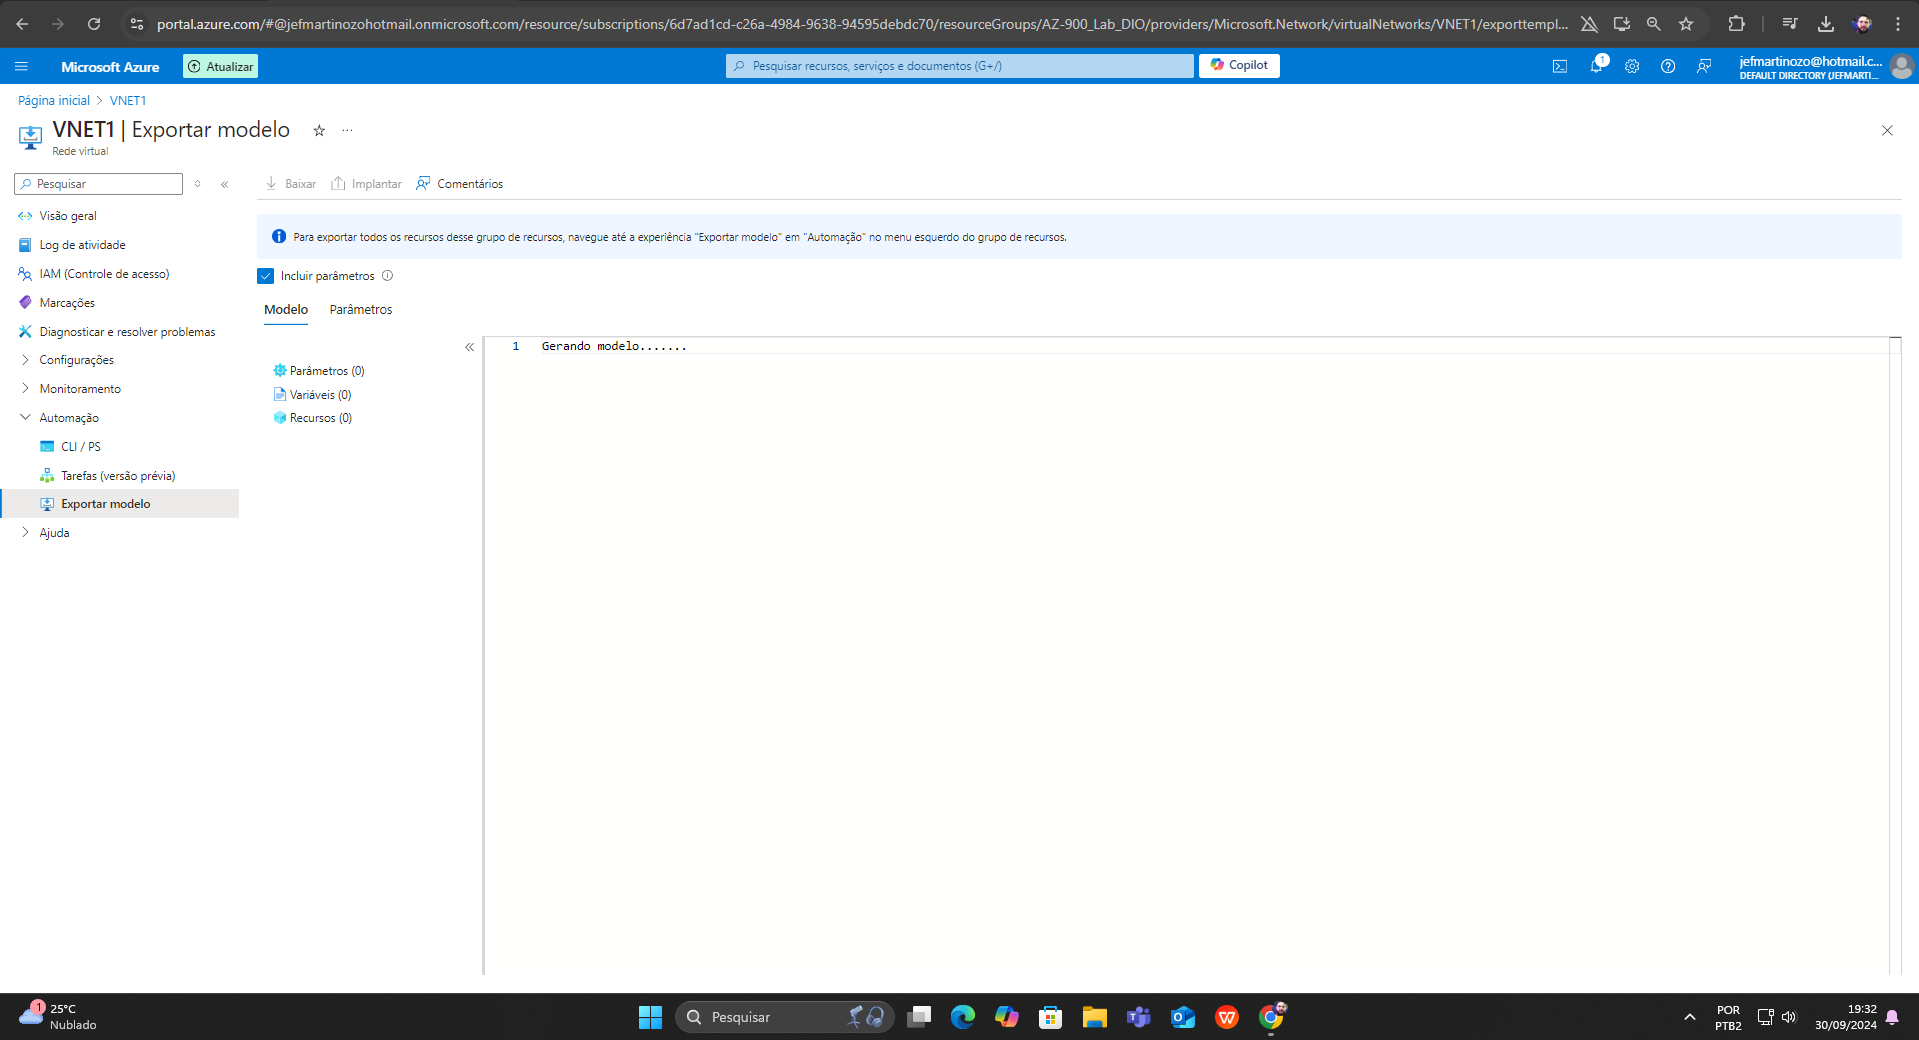 portal.azure.com/#@jefmartinozohotmail.onmicrosoft.com/resource/subscriptions/6d7ad1cd-c26a-4984-9638-94595debdc70/resourceGroups/AZ-900_Lab_DIO/providers/Microsoft.Network/virtualNetworks/VNET1/exporttempl...
Microsoft Azure
Atualizar
Pesquisar recursos, serviços e documentos (G+/)
Copilot
1
jefmartinozo@hotmail.c...
DEFAULT DIRECTORY (JEFMARTI...
Página inicial > VNET1
VNET1 | Exportar modelo
Rede virtual
Pesquisar
Baixar
Implantar
Comentários
Visão geral
Log de atividade
IAM (Controle de acesso)
Marcações
Diagnosticar e resolver problemas
Configurações
Monitoramento
Automação
CLI / PS
Tarefas (versão prévia)
Exportar modelo
Ajuda
Para exportar todos os recursos desse grupo de recursos, navegue até a experiência "Exportar modelo" em "Automação" no menu esquerdo do grupo de recursos.
Incluir parâmetros
Modelo
Parâmetros
Parâmetros (0)
Variáveis (0)
Recursos (0)
1 Gerando modelo.......
1
25°C
Nublado
Pesquisar
POR
PTB2
19:32
30/09/2024